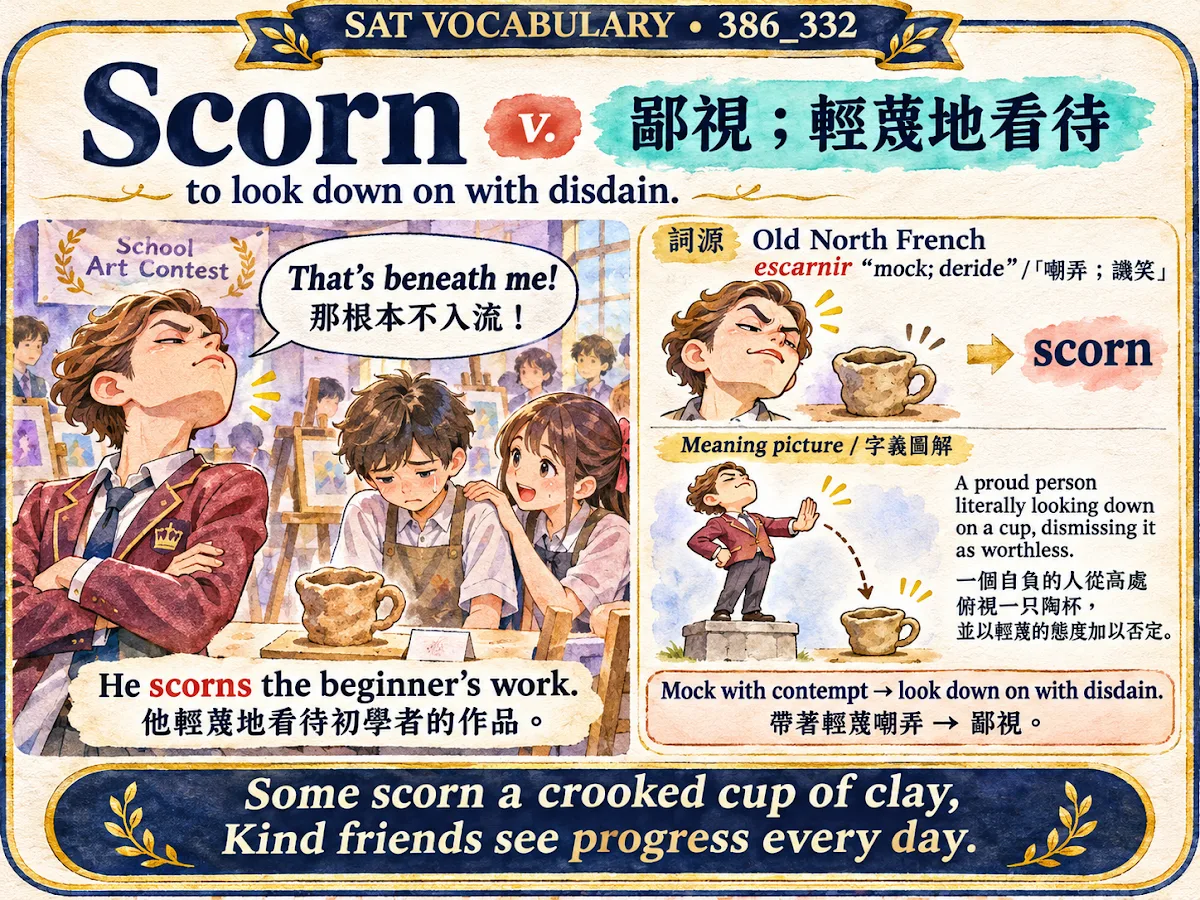 SAT VOCABULARY • 386_332
Scorn
v.
鄙視；輕蔑地看待
to look down on with disdain.
School
Art Contest
That's beneath me!
那根本不入流！
He scorns the beginner's work.
他輕蔑地看待初學者的作品。
詞源
Old North French
escarnir “mock; deride” /「嘲弄；譏笑」
scorn
Meaning picture / 字義圖解
A proud person
literally looking down
on a cup, dismissing it
as worthless.
一個自負的人從高處
俯視一只陶杯，
並以輕蔑的態度加以否定。
Mock with contempt → look down on with disdain.
帶著輕蔑嘲弄 → 鄙視。
Some scorn a crooked cup of clay,
Kind friends see progress every day.